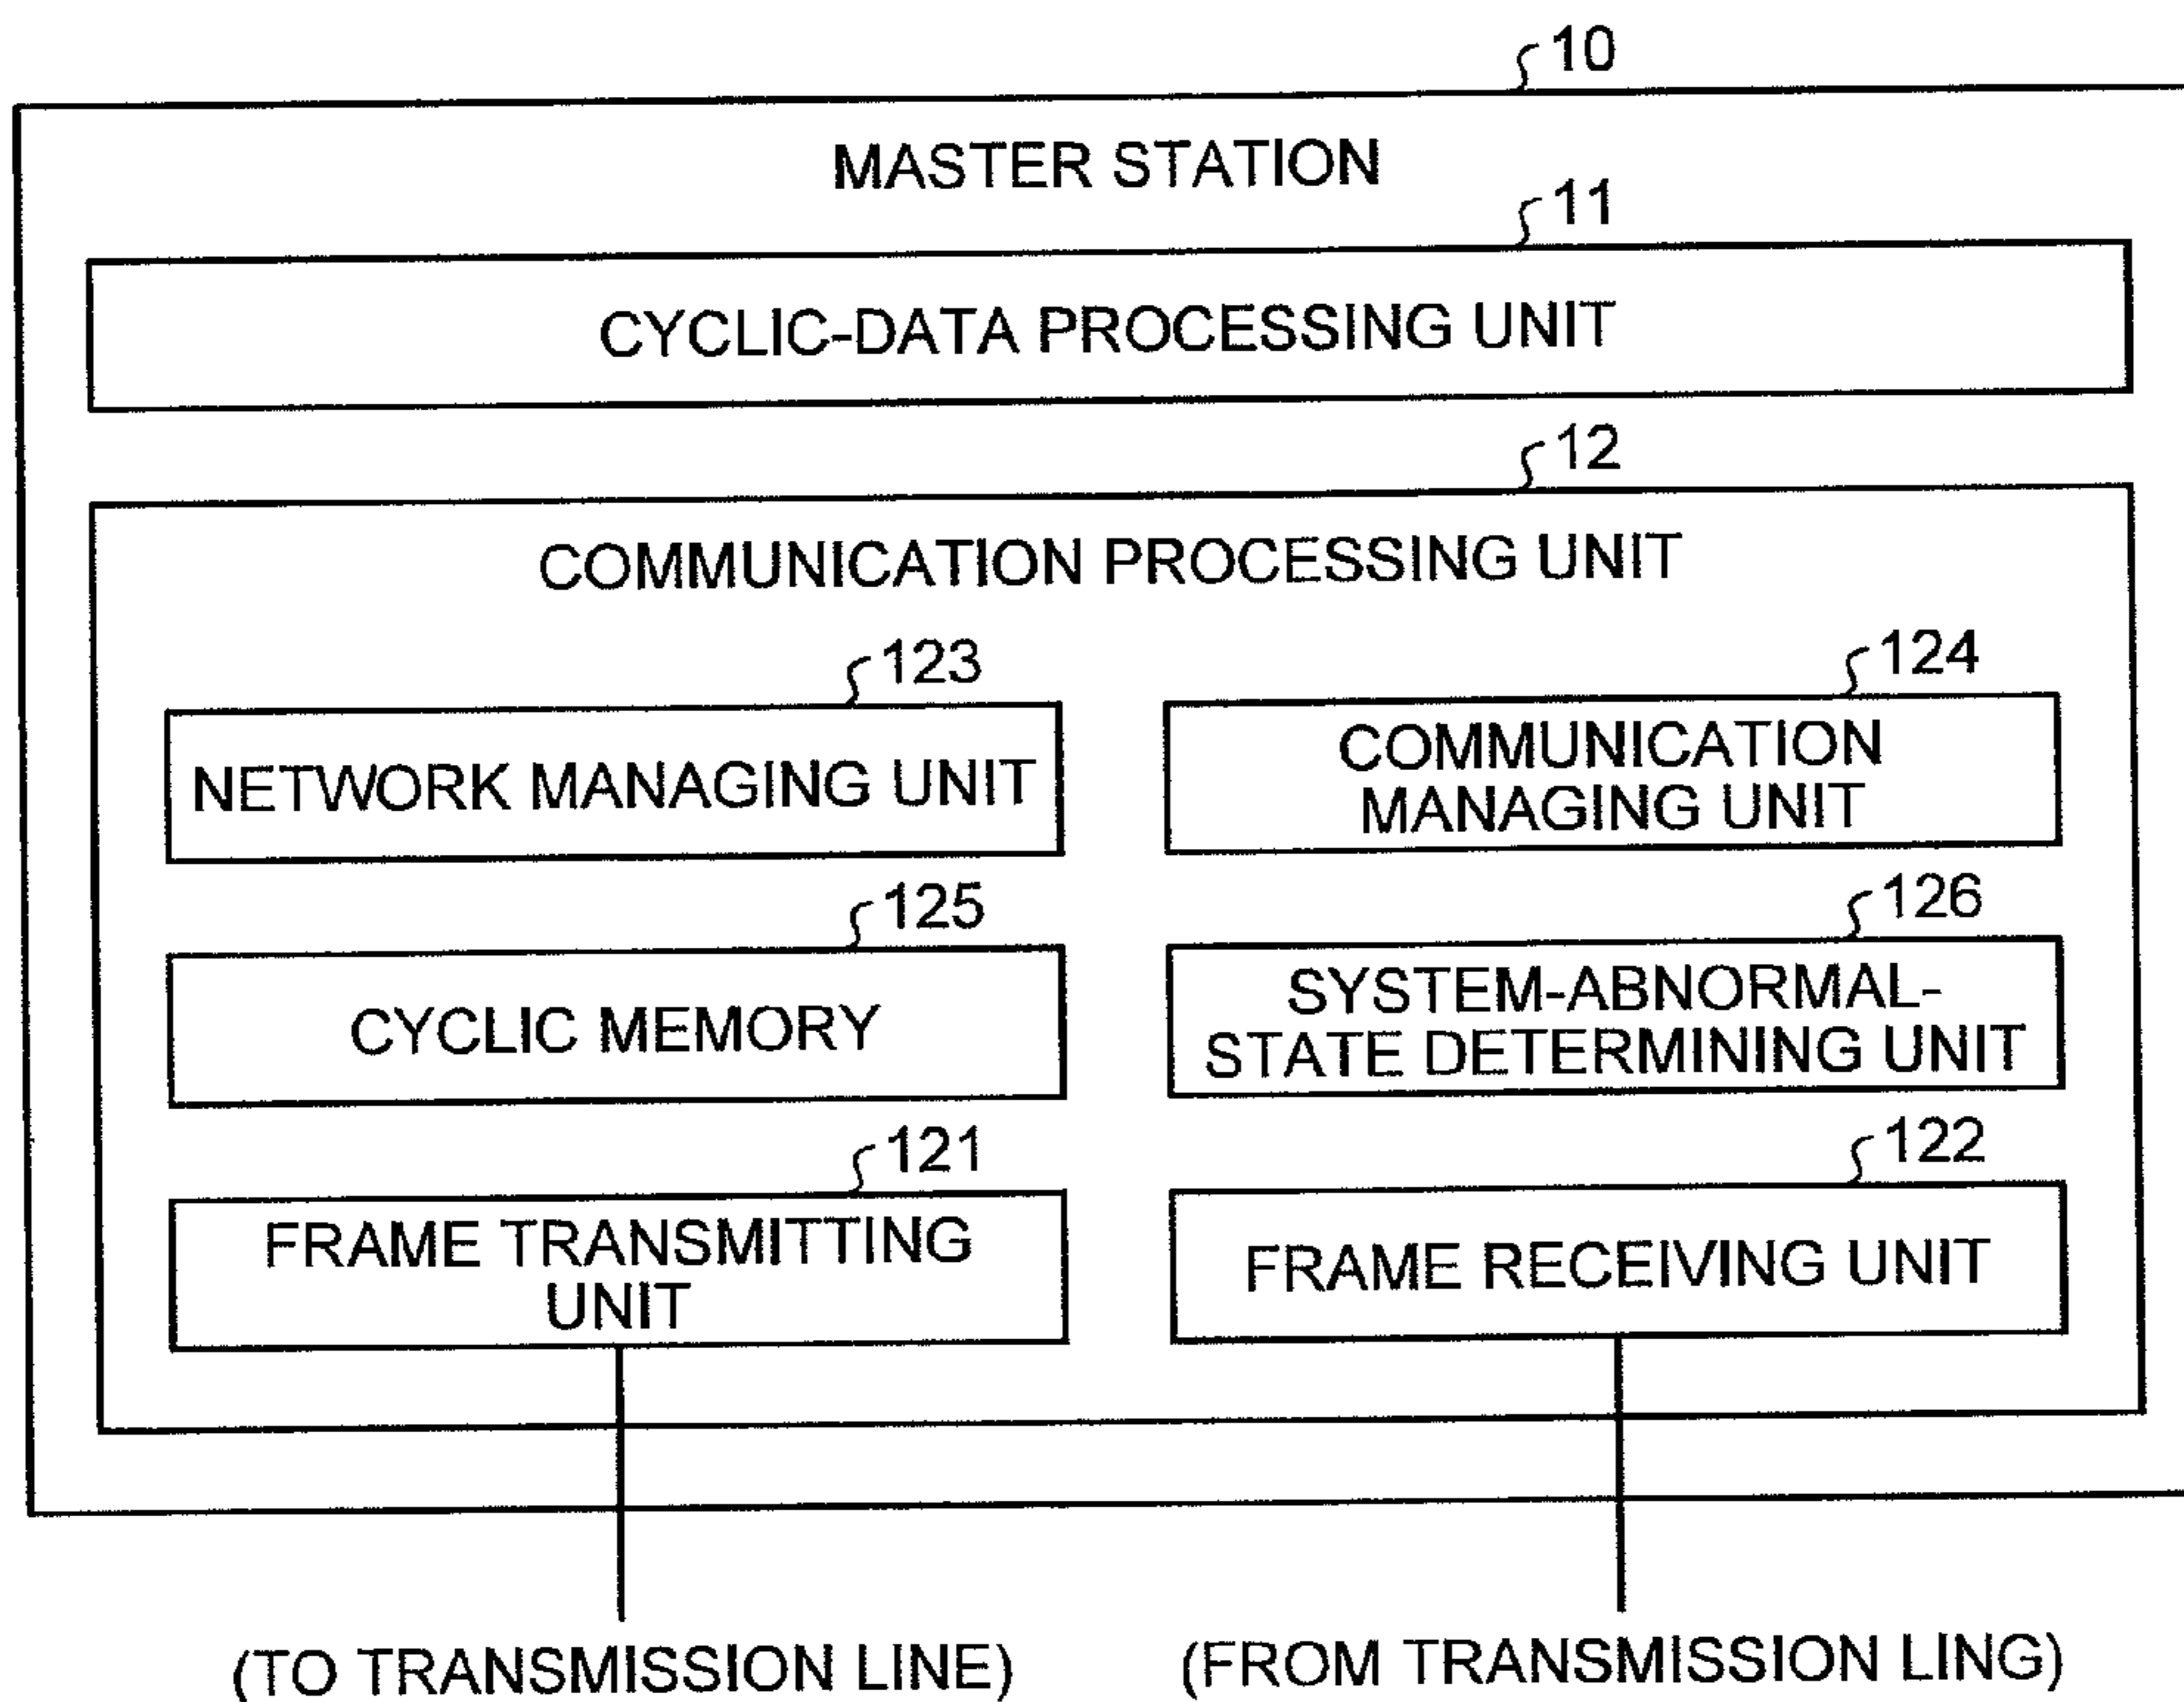 10
MASTER STATION
11
CYCLIC-DATA PROCESSING UNIT
12
COMMUNICATION PROCESSING UNIT
123
NETWORK MANAGING UNIT
124
COMMUNICATION
MANAGING UNIT
125
CYCLIC MEMORY
126
SYSTEM-ABNORMAL-
STATE DETERMINING UNIT
121
FRAME TRANSMITTING
UNIT
122
FRAME RECEIVING UNIT
(TO TRANSMISSION LINE)
(FROM TRANSMISSION LING)